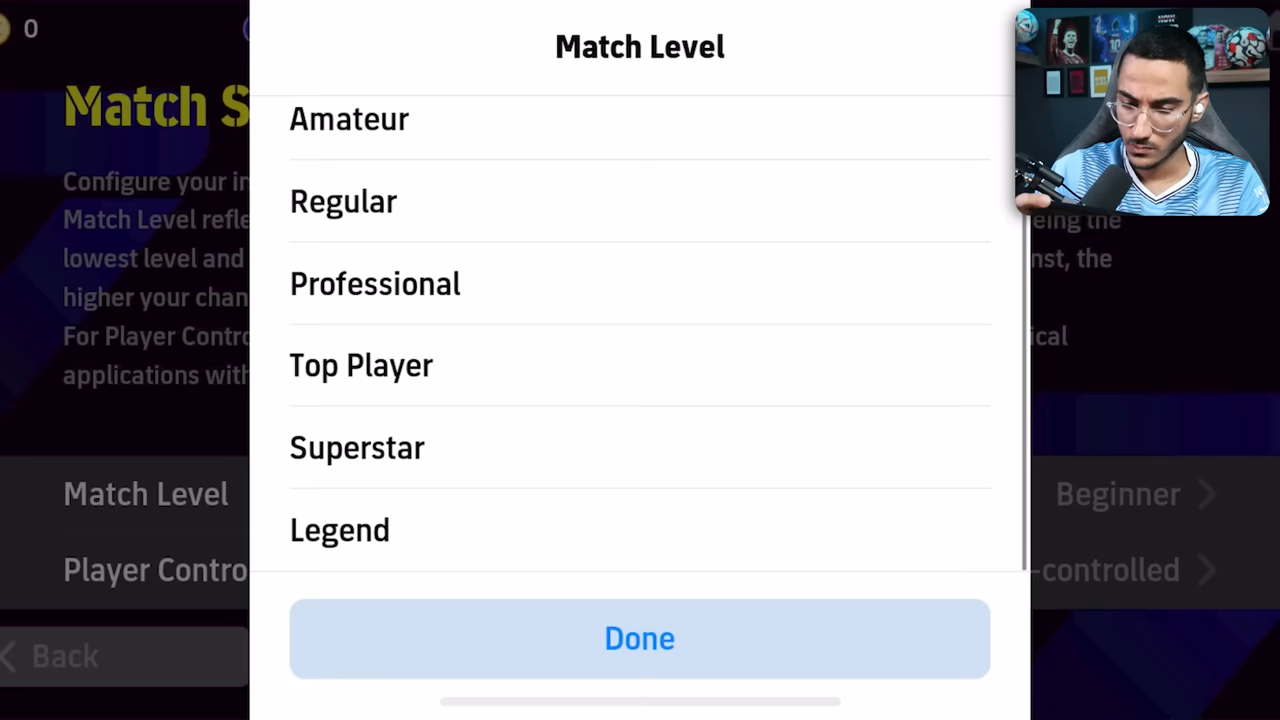 0
Match Level
Match S
Amateur
Configure your in
Match Level refle
eing the
lowest level and
nst, the
higher your chan
For Player Contro
ical
applications with
Regular
Professional
Top Player
Superstar
Legend
Match Level
Beginner
Player Contro
-controlled
Done
Back